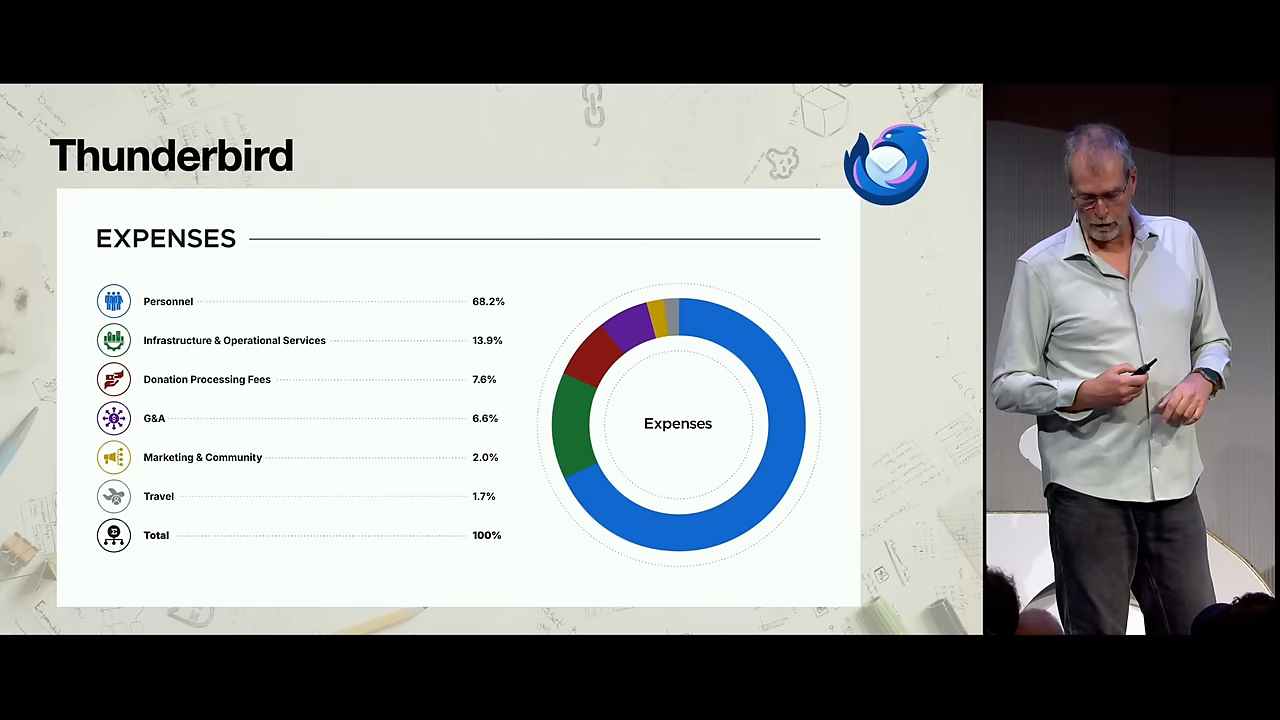 Thunderbird
EXPENSES
Personnel 68.2%
Infrastructure & Operational Services 13.9%
Donation Processing Fees 7.6%
G&A 6.6%
Marketing & Community 2.0%
Travel 1.7%
Total 100%
Expenses